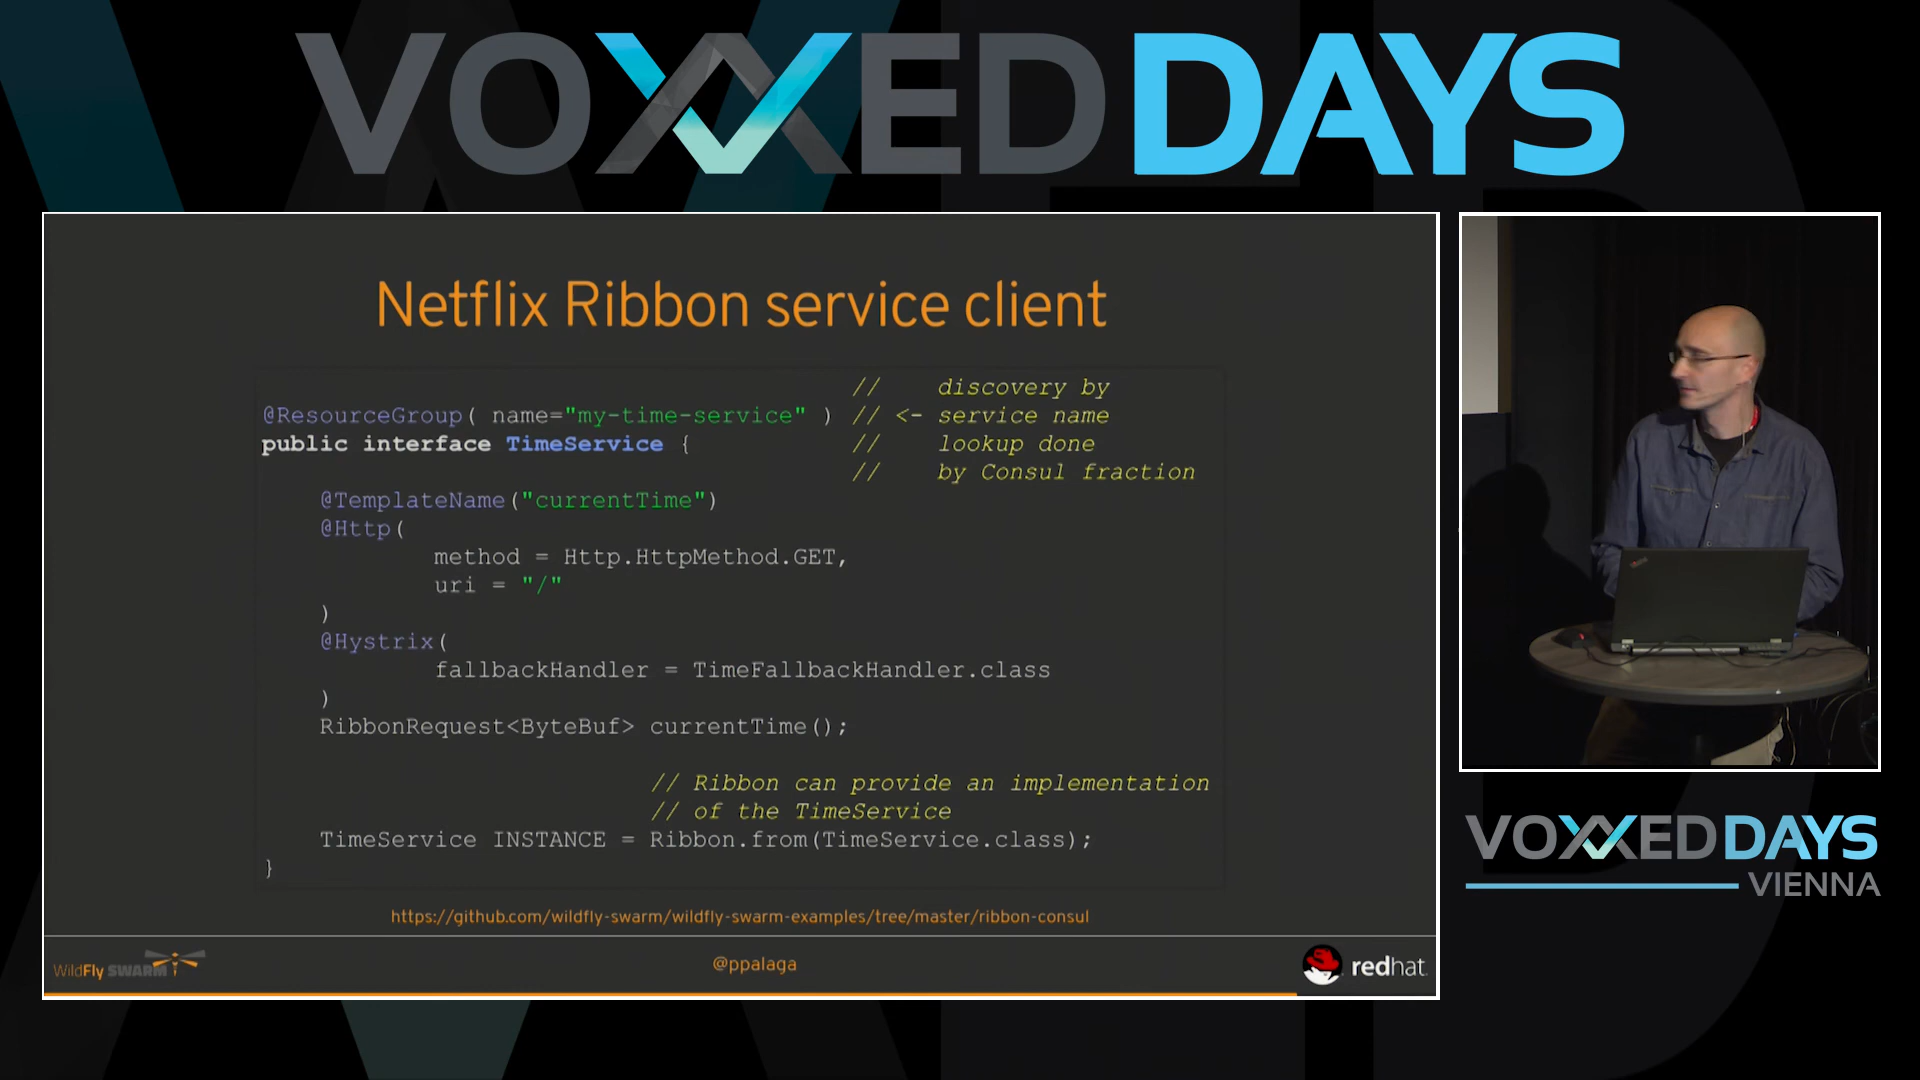 VOXXED DAYS
Netflix Ribbon service client
//    discovery by
@ResourceGroup( name="my-time-service" ) // <- service name
public interface TimeService {           //    lookup done
//    by Consul fraction
@TemplateName("currentTime")
@Http(
method = Http.HttpMethod.GET,
uri = "/"
)
@Hystrix(
fallbackHandler = TimeFallbackHandler.class
)
RibbonRequest<ByteBuf> currentTime();
// Ribbon can provide an implementation
// of the TimeService
TimeService INSTANCE = Ribbon.from(TimeService.class);
}
https://github.com/wildfly-swarm/wildfly-swarm-examples/tree/master/ribbon-consul
WildFly SWARM
@ppalaga
redhat.
VOXXED DAYS
VIENNA